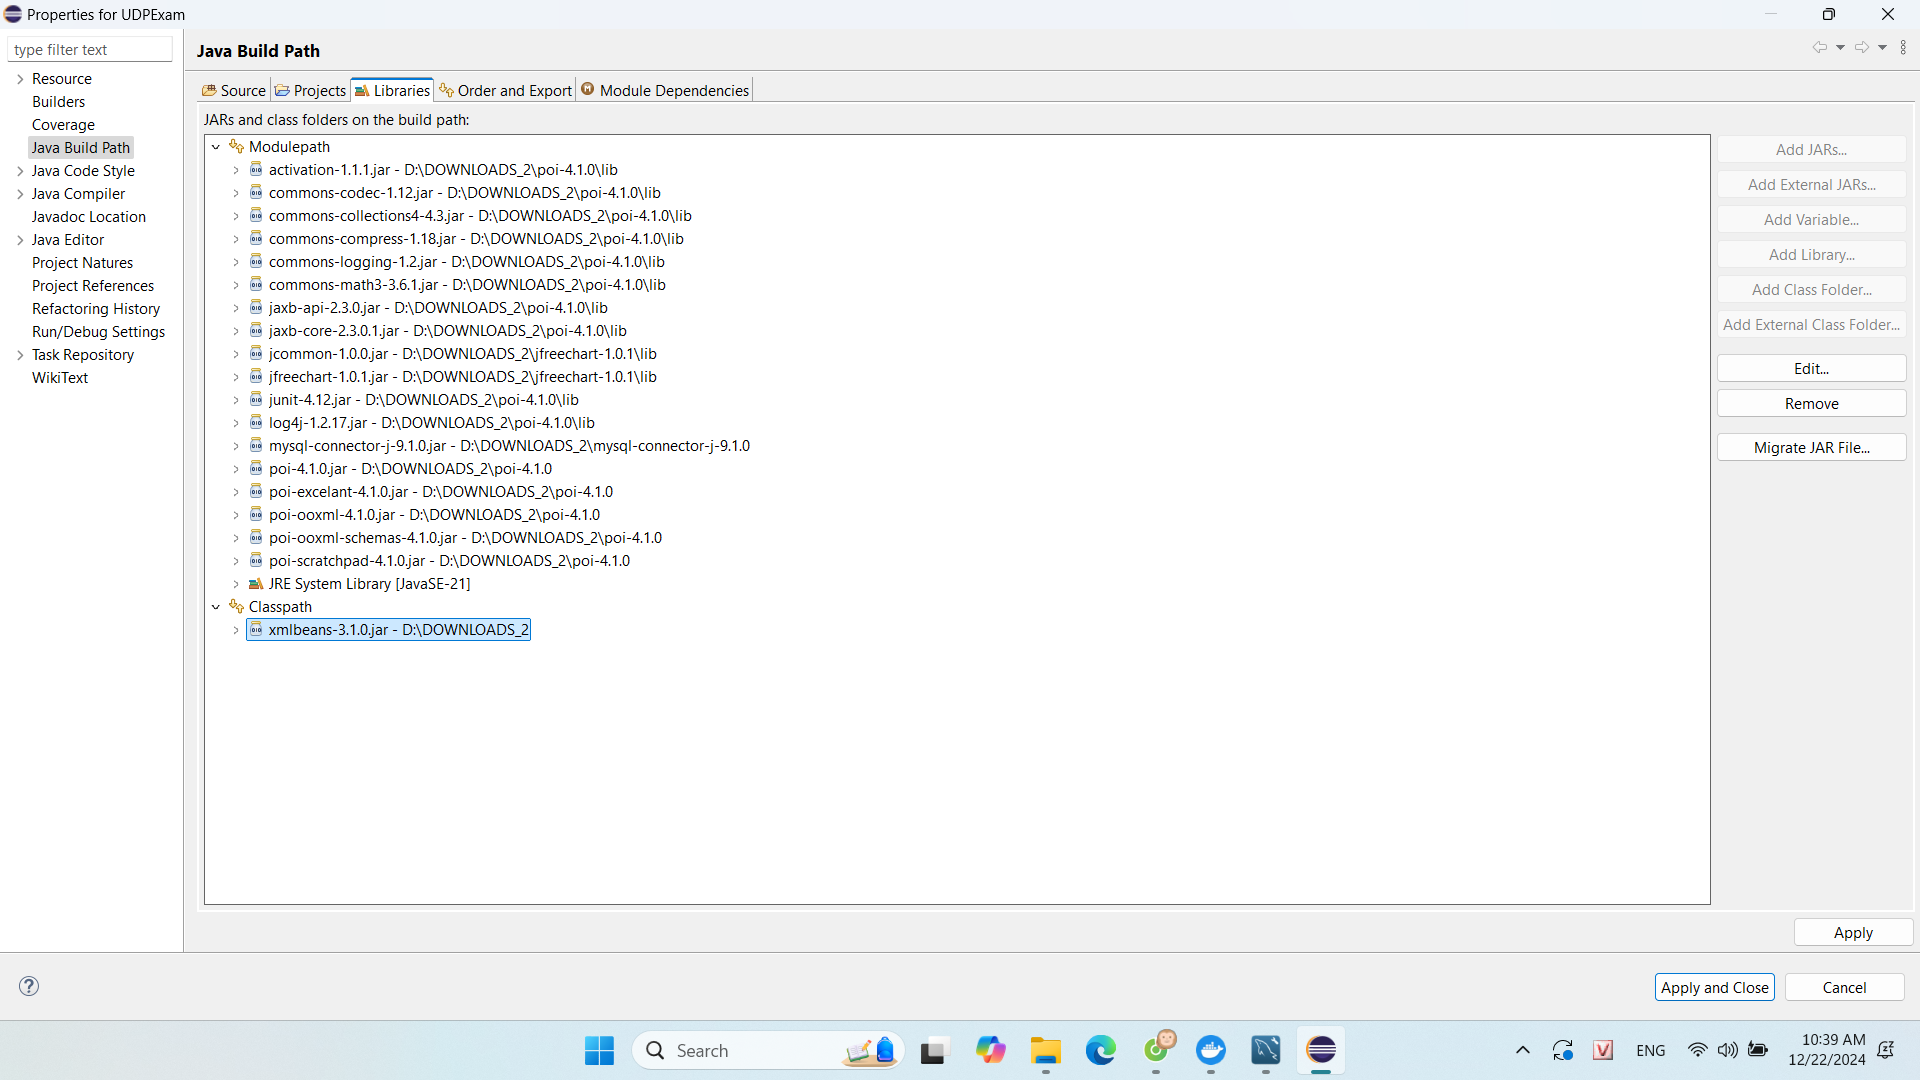 Properties for UDPExam
type filter text
Resource
Builders
Coverage
Java Build Path
Java Code Style
Java Compiler
Javadoc Location
Java Editor
Project Natures
Project References
Refactoring History
Run/Debug Settings
Task Repository
WikiText
Java Build Path
Source Projects Libraries Order and Export Module Dependencies
JARs and class folders on the build path:
Modulepath
activation-1.1.1.jar - D:\DOWNLOADS_2\poi-4.1.0\lib
commons-codec-1.12.jar - D:\DOWNLOADS_2\poi-4.1.0\lib
commons-collections4-4.3.jar - D:\DOWNLOADS_2\poi-4.1.0\lib
commons-compress-1.18.jar - D:\DOWNLOADS_2\poi-4.1.0\lib
commons-logging-1.2.jar - D:\DOWNLOADS_2\poi-4.1.0\lib
commons-math3-3.6.1.jar - D:\DOWNLOADS_2\poi-4.1.0\lib
jaxb-api-2.3.0.jar - D:\DOWNLOADS_2\poi-4.1.0\lib
jaxb-core-2.3.0.1.jar - D:\DOWNLOADS_2\poi-4.1.0\lib
jcommon-1.0.0.jar - D:\DOWNLOADS_2\jfreechart-1.0.1\lib
jfreechart-1.0.1.jar - D:\DOWNLOADS_2\jfreechart-1.0.1\lib
junit-4.12.jar - D:\DOWNLOADS_2\poi-4.1.0\lib
log4j-1.2.17.jar - D:\DOWNLOADS_2\poi-4.1.0\lib
mysql-connector-j-9.1.0.jar - D:\DOWNLOADS_2\mysql-connector-j-9.1.0
poi-4.1.0.jar - D:\DOWNLOADS_2\poi-4.1.0
poi-excelant-4.1.0.jar - D:\DOWNLOADS_2\poi-4.1.0
poi-ooxml-4.1.0.jar - D:\DOWNLOADS_2\poi-4.1.0
poi-ooxml-schemas-4.1.0.jar - D:\DOWNLOADS_2\poi-4.1.0
poi-scratchpad-4.1.0.jar - D:\DOWNLOADS_2\poi-4.1.0
JRE System Library [JavaSE-21]
Classpath
xmlbeans-3.1.0.jar - D:\DOWNLOADS_2
Add JARs...
Add External JARs...
Add Variable...
Add Library...
Add Class Folder...
Add External Class Folder...
Edit...
Remove
Migrate JAR File...
Apply
Apply and Close
Cancel
Search
ENG
10:39 AM
12/22/2024